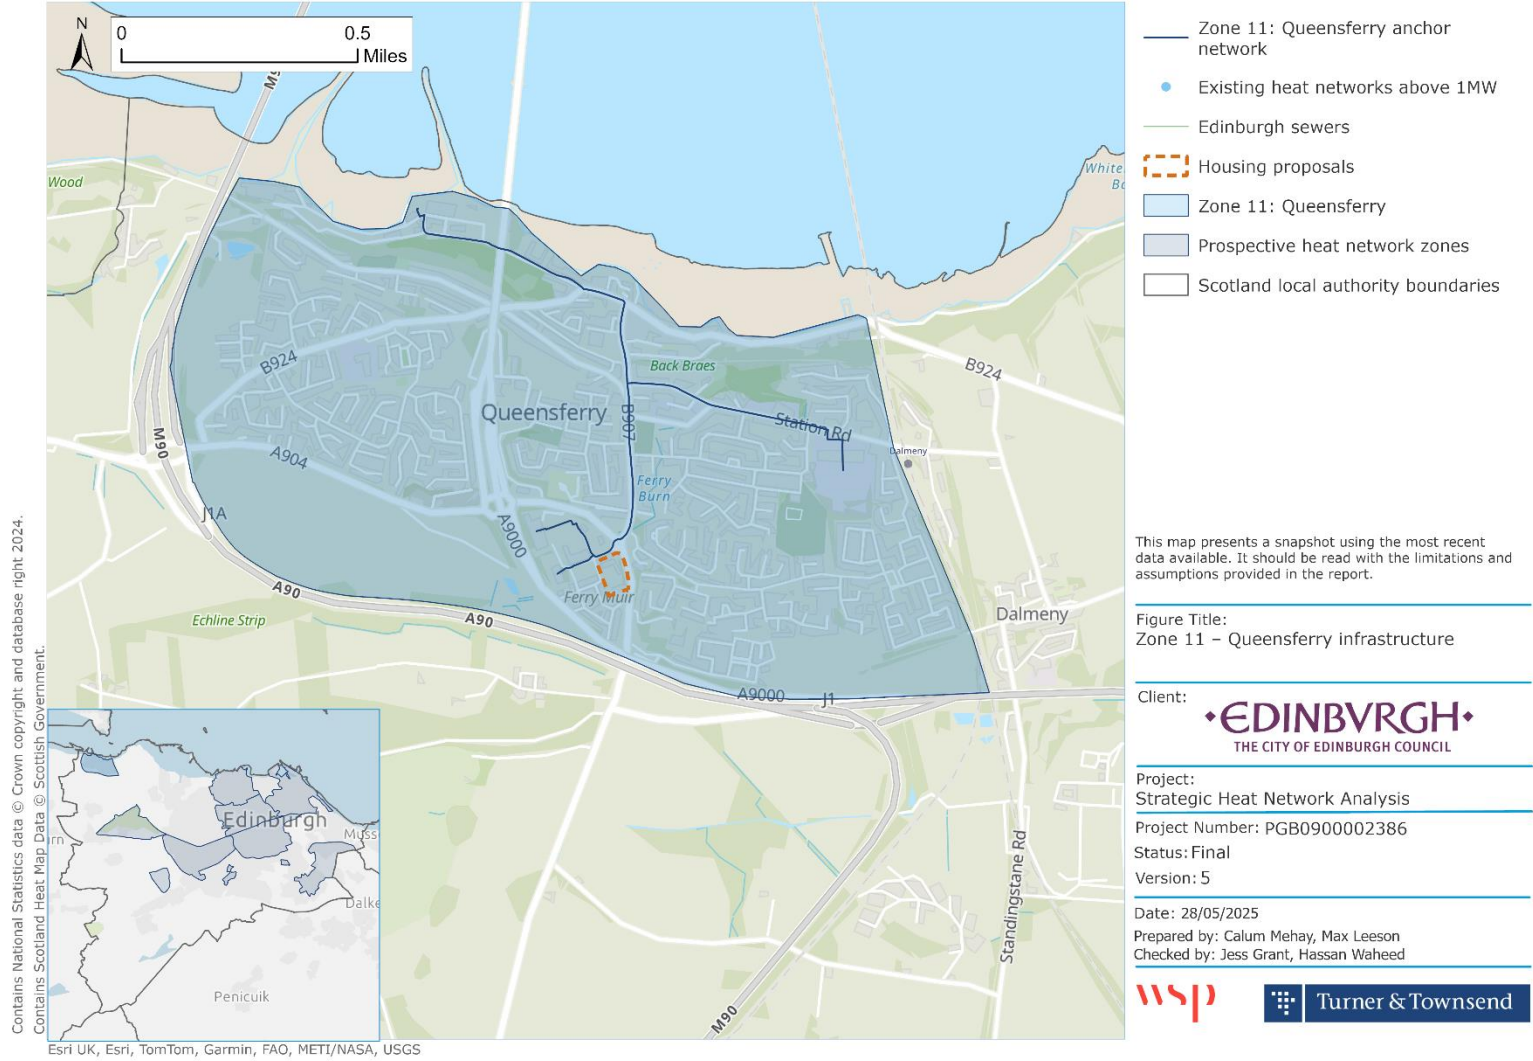 N
0 0.5
Miles
M9
Wood
White
Ba
B924
Back Braes
B924
Queensferry
B907
Station Rd
Dalmeny
M90
A904
Ferry
Burn
J1A
A9000
A90
Ferry Muir
Echline Strip
A90
Dalmeny
A9000 J1
Standingstane Rd
M90
Edinburgh
Muss
rn
Dalke
Penicuik
Contains National Statistics data © Crown copyright and database right 2024.
Contains Scotland Heat Map Data © Scottish Government.
Esri UK, Esri, TomTom, Garmin, FAO, METI/NASA, USGS
Zone 11: Queensferry anchor
network
Existing heat networks above 1MW
Edinburgh sewers
Housing proposals
Zone 11: Queensferry
Prospective heat network zones
Scotland local authority boundaries
This map presents a snapshot using the most recent
data available. It should be read with the limitations and
assumptions provided in the report.
Figure Title:
Zone 11 – Queensferry infrastructure
Client:
•EDINBVRGH•
THE CITY OF EDINBURGH COUNCIL
Project:
Strategic Heat Network Analysis
Project Number: PGB0900002386
Status: Final
Version: 5
Date: 28/05/2025
Prepared by: Calum Mehay, Max Leeson
Checked by: Jess Grant, Hassan Waheed
wsp
Turner & Townsend